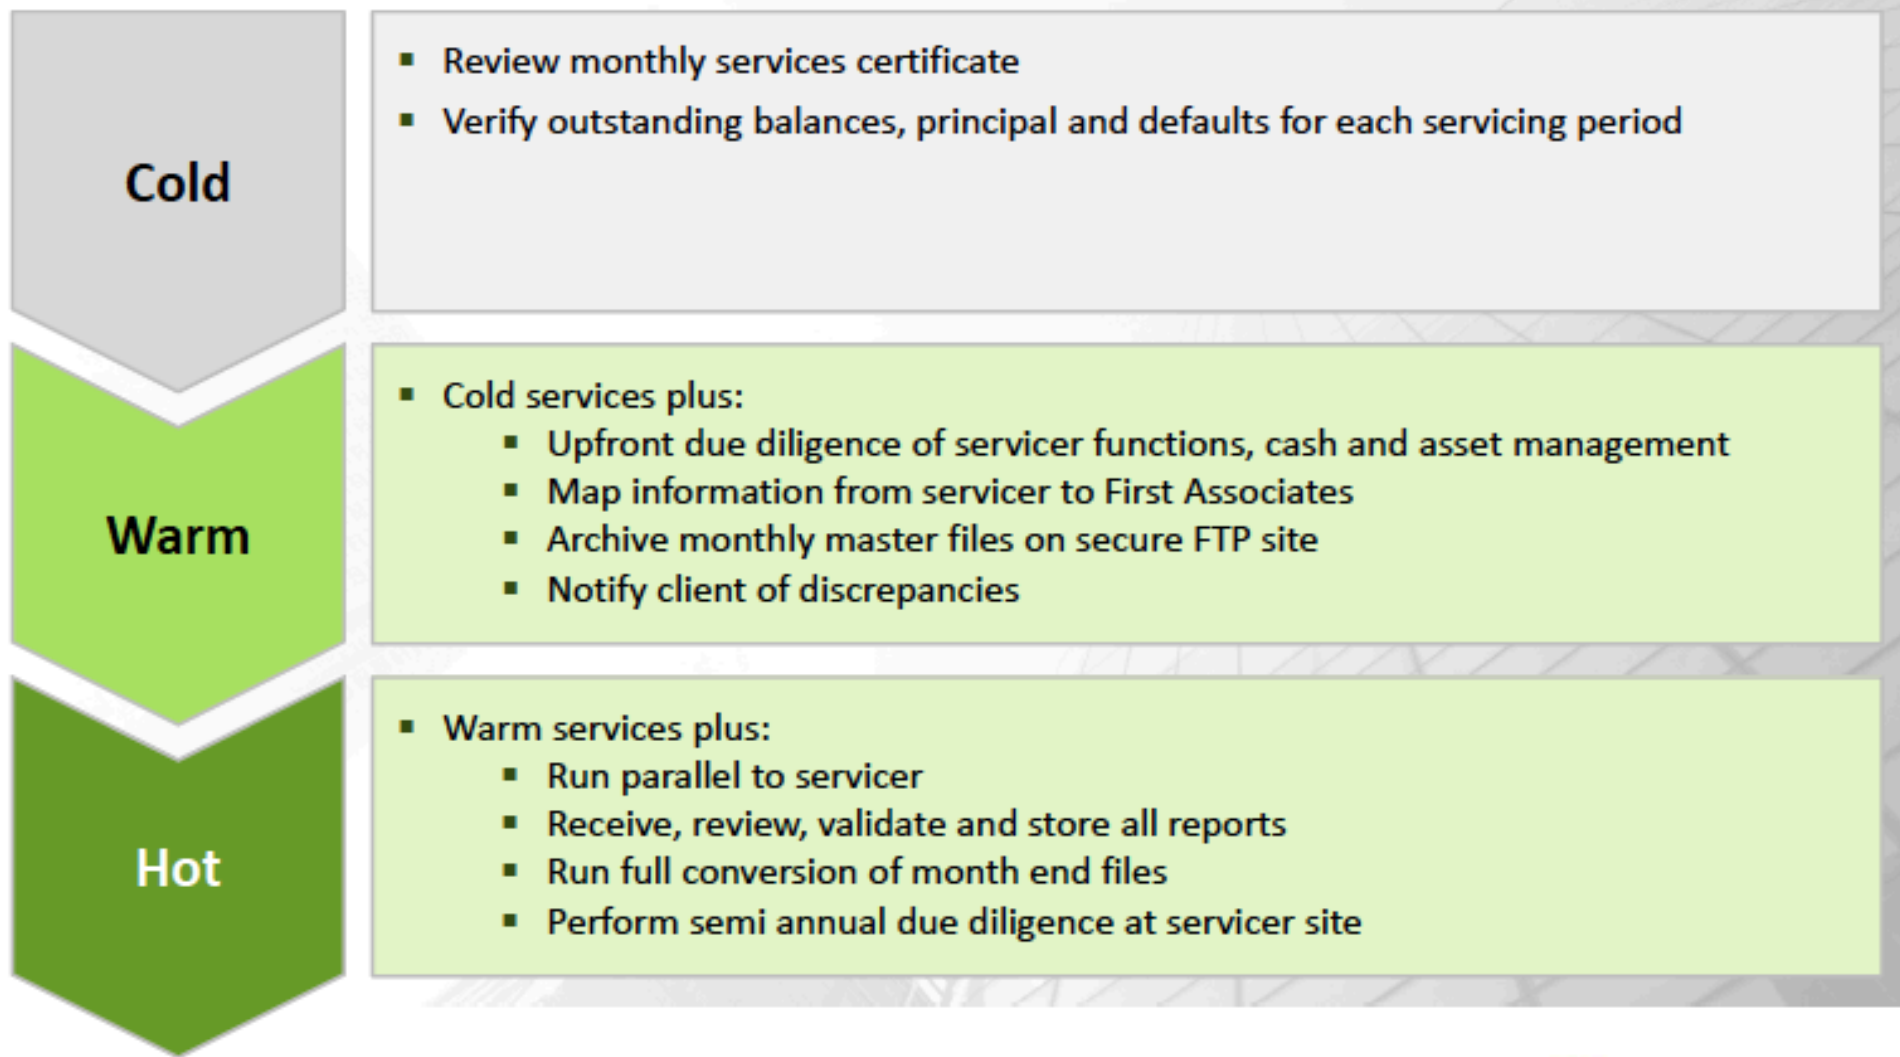 Cold
▪ Review monthly services certificate
▪ Verify outstanding balances, principal and defaults for each servicing period
Warm
▪ Cold services plus:
▪ Upfront due diligence of servicer functions, cash and asset management
▪ Map information from servicer to First Associates
▪ Archive monthly master files on secure FTP site
▪ Notify client of discrepancies
Hot
▪ Warm services plus:
▪ Run parallel to servicer
▪ Receive, review, validate and store all reports
▪ Run full conversion of month end files
▪ Perform semi annual due diligence at servicer site